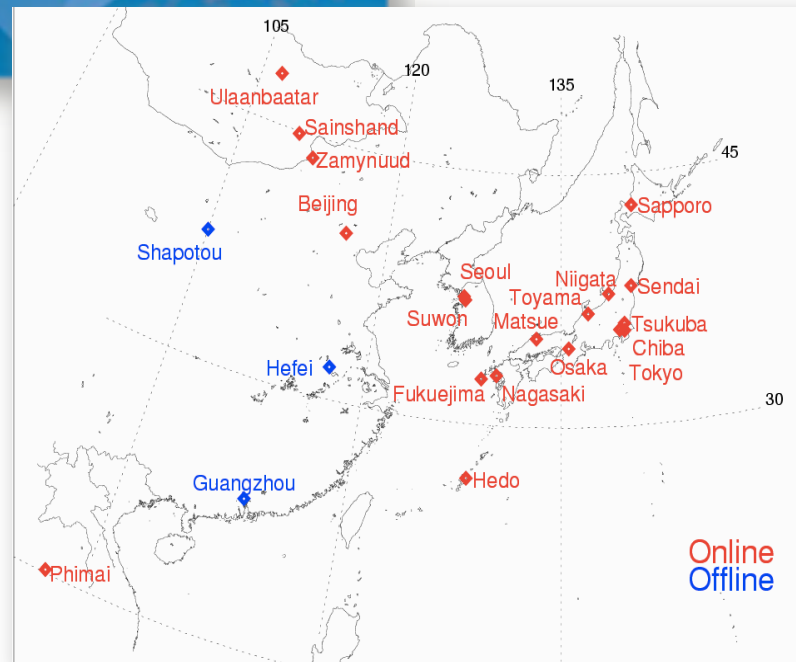 105
120
135
45
Ulaanbaatar
Sainshand
Zamynuud
Beijing
Sapporo
Shapotou
Seoul
Niigata
Sendai
Toyama
Suwon
Matsue
Tsukuba
Chiba
Osaka
Tokyo
Hefei
Fukuejima
Nagasaki
30
Guangzhou
Hedo
Online
Offline
Phimai